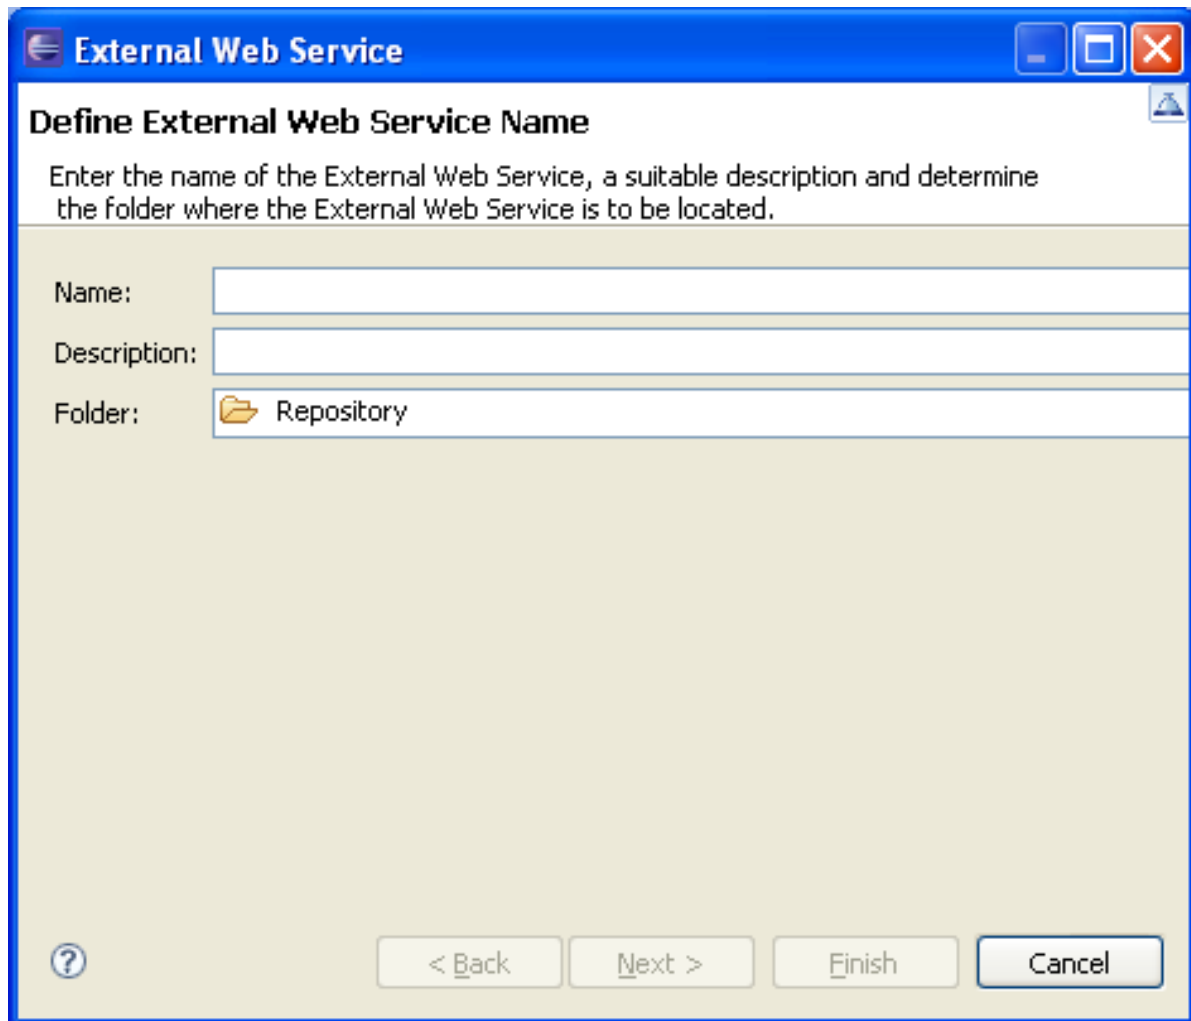 External Web Service
Define External Web Service Name
Enter the name of the External Web Service, a suitable description and determine
the folder where the External Web Service is to be located.
Name:
Description:
Folder: Repository
< Back Next > Finish Cancel